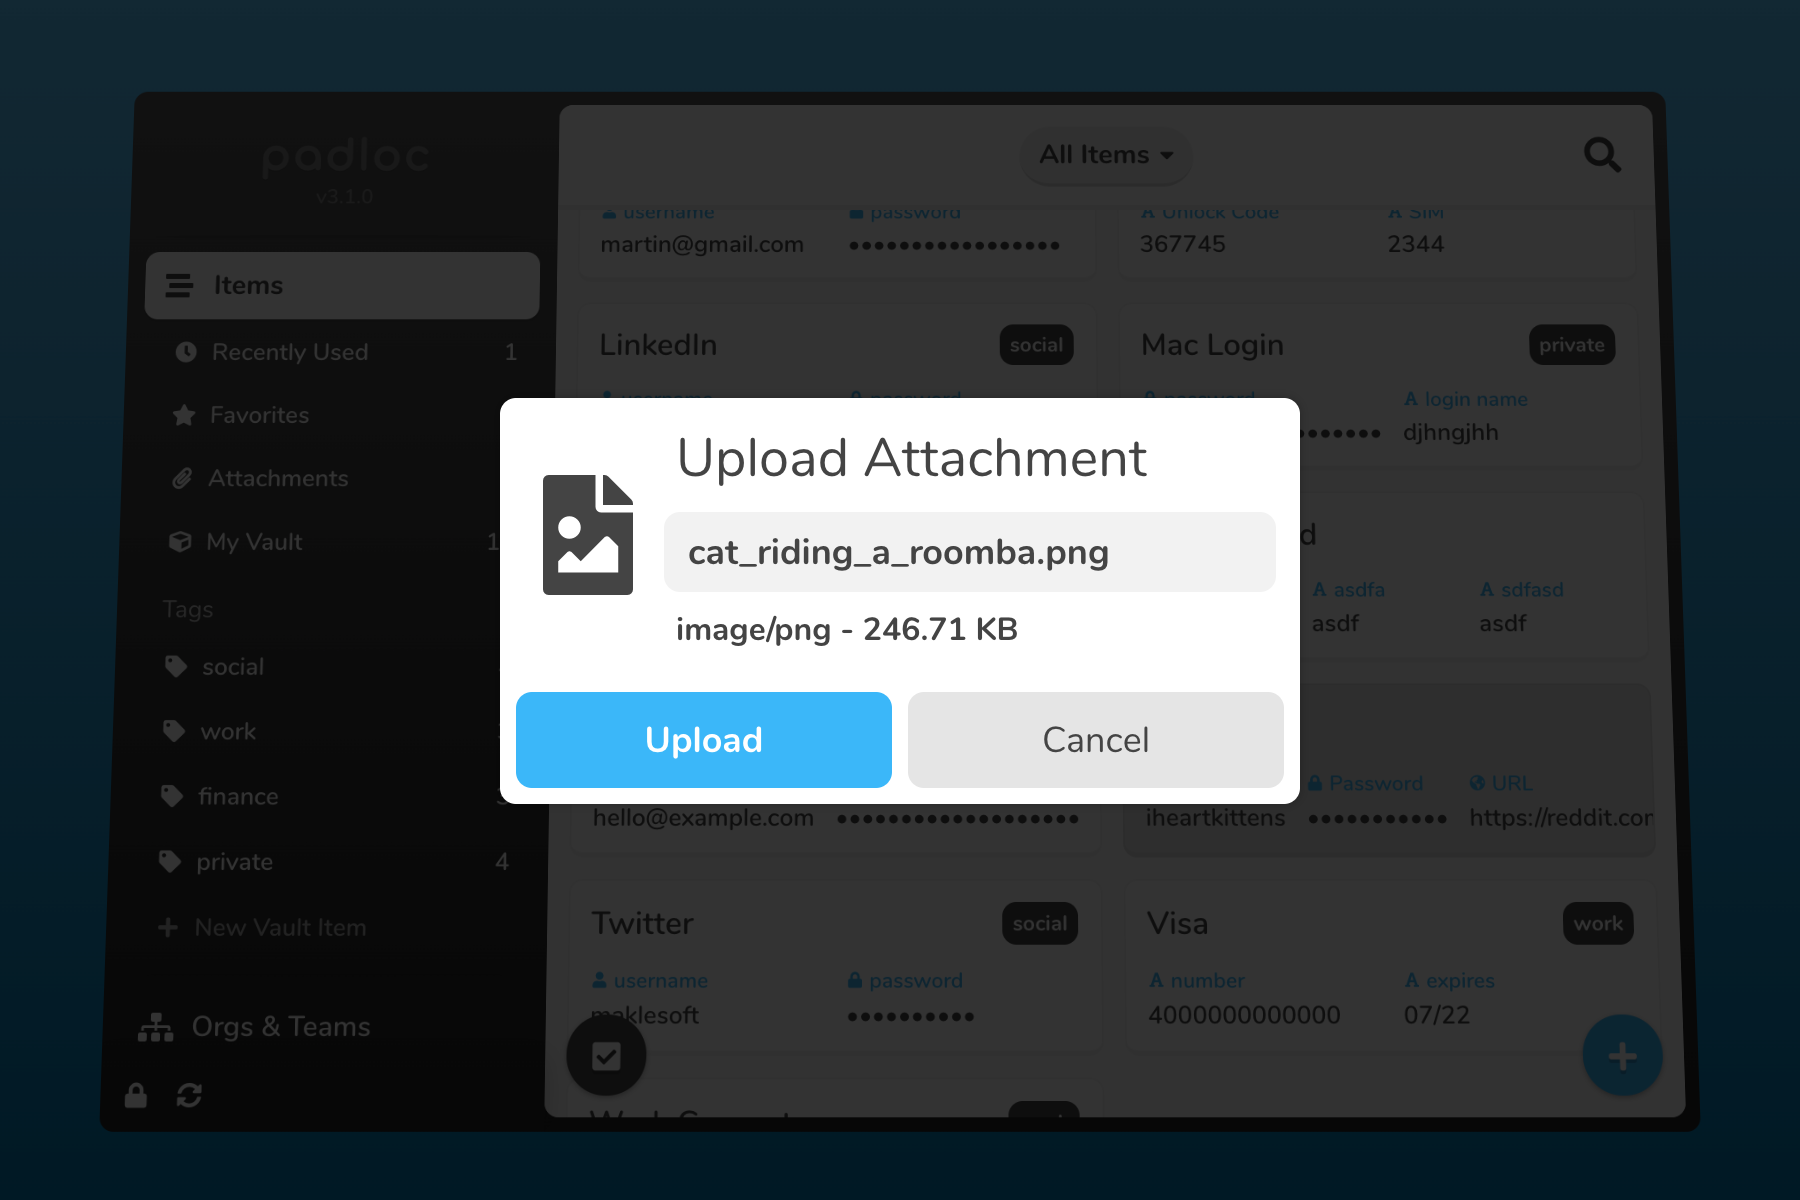 padloc
v3.1.0
Items
Recently Used 1
Favorites
Attachments
My Vault 1
Tags
social
work
finance
private 4
New Vault Item
Orgs & Teams
All Items
username password
martin@gmail.com ••••••••••••••••
Unlock Code SIM
367745 2344
LinkedIn social
username password
Mac Login private
password login name
••••••• djhngjhh
d
asdfa sdfasd
asdf asdf
Upload Attachment
cat_riding_a_roomba.png
image/png - 246.71 KB
Upload Cancel
hello@example.com ••••••••••••••••••
Password URL
iheartkittens ••••••••••• https://reddit.cor
Twitter social
username password
maklesoft ••••••••••
Visa work
number expires
4000000000000 07/22